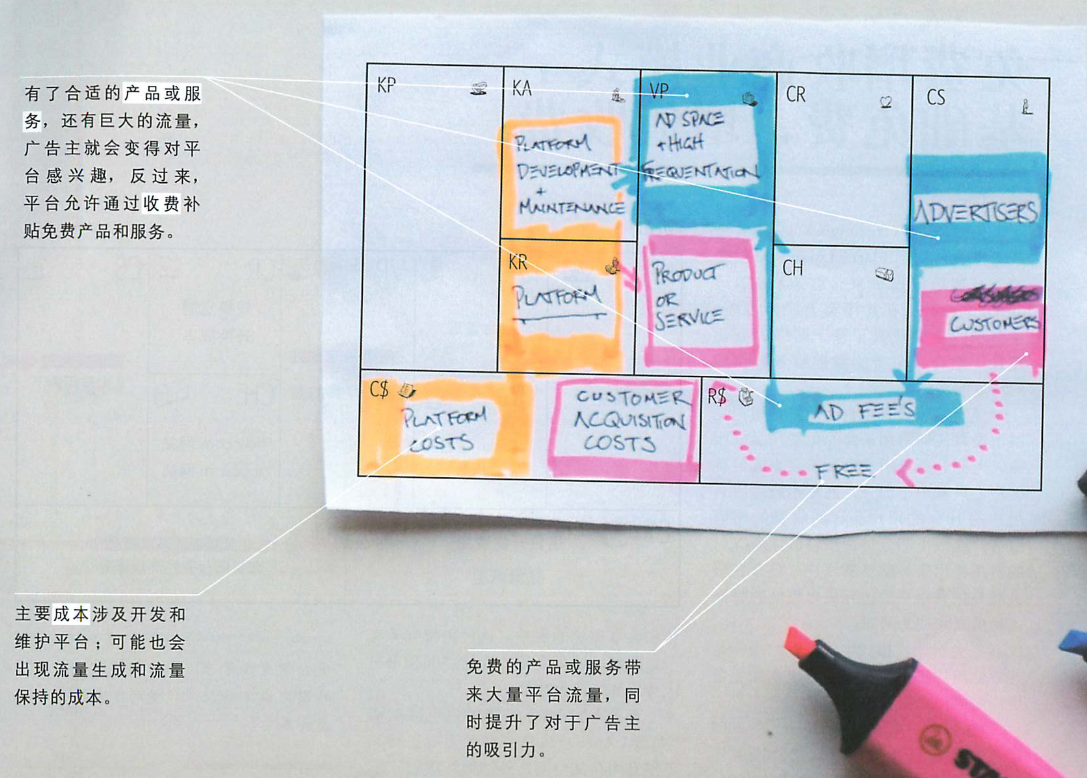 有了合适的产品或服
务，还有巨大的流量，
广告主就会变得对平
台感兴趣，反过来，
平台允许通过收费补
贴免费产品和服务。
KP
KA
PLATFORM
DEVELOPMENT
+
MAINTENANCE
KR
PLATFORM
VP
AD SPACE
+ HIGH
FREQUENTATION
PRODUCT
OR
SERVICE
CR
CH
CS
ADVERTISERS
CUSTOMERS
C$
PLATFORM
COSTS
CUSTOMER
ACQUISITION
COSTS
R$
AD FEE'S
FREE
主要成本涉及开发和
维护平台；可能也会
出现流量生成和流量
保持的成本。
免费的产品或服务带
来大量平台流量，同
时提升了对于广告主
的吸引力。